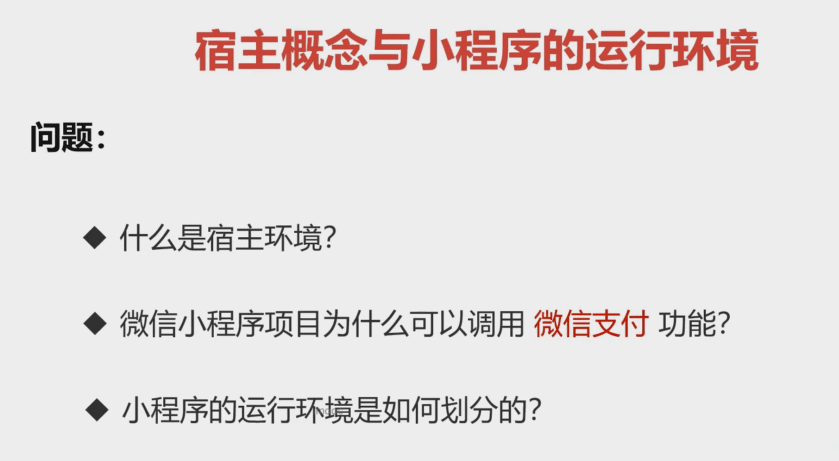 宿主概念与小程序的运行环境
问题：
◆ 什么是宿主环境？
◆ 微信小程序项目为什么可以调用 微信支付 功能？
◆ 小程序的运行环境是如何划分的？